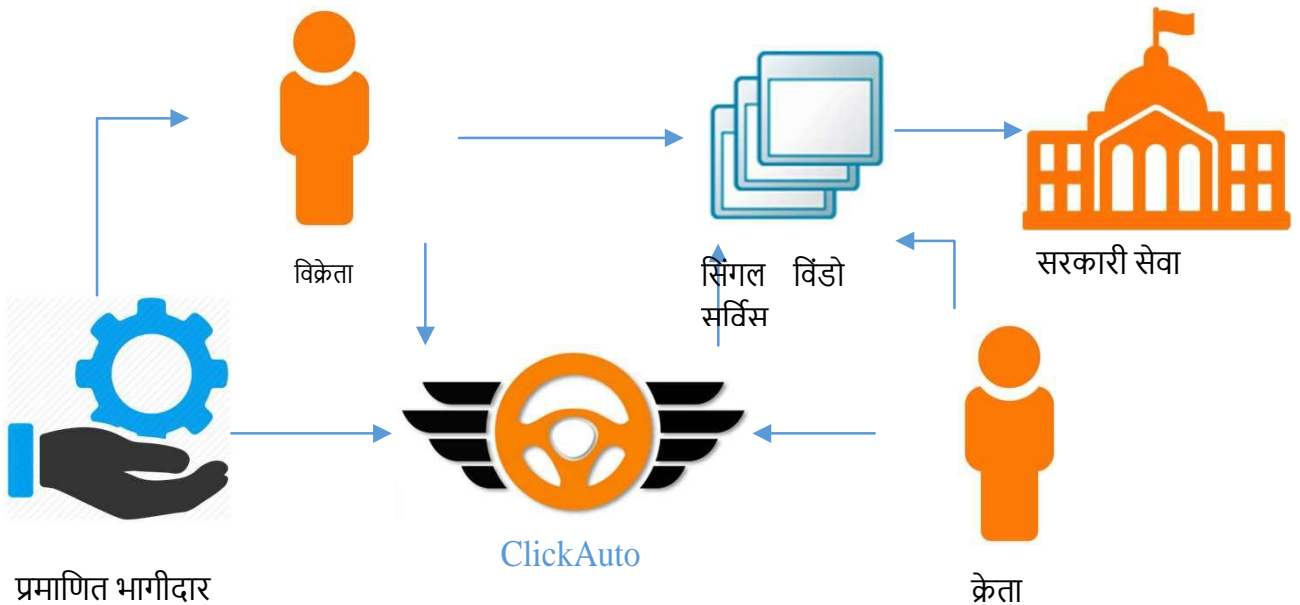 विक्रेता
सिंगल विंडो
सर्विस
सरकारी सेवा
ClickAuto
प्रमाणित भागीदार
क्रेता